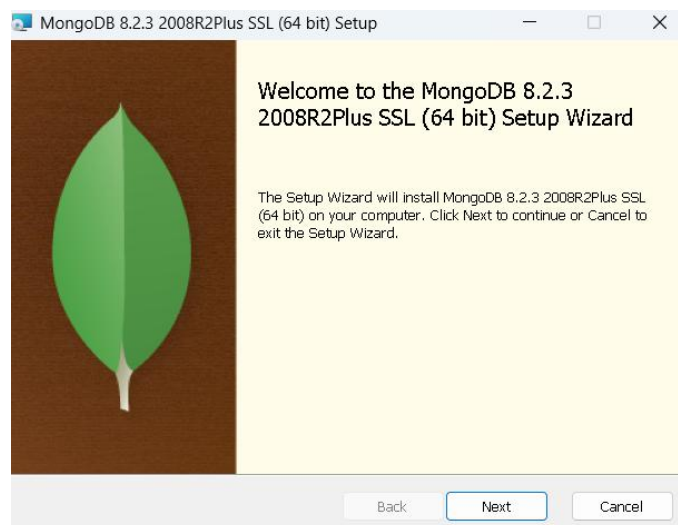 MongoDB 8.2.3 2008R2Plus SSL (64 bit) Setup
Welcome to the MongoDB 8.2.3
2008R2Plus SSL (64 bit) Setup Wizard
The Setup Wizard will install MongoDB 8.2.3 2008R2Plus SSL
(64 bit) on your computer. Click Next to continue or Cancel to
exit the Setup Wizard.
Back Next Cancel